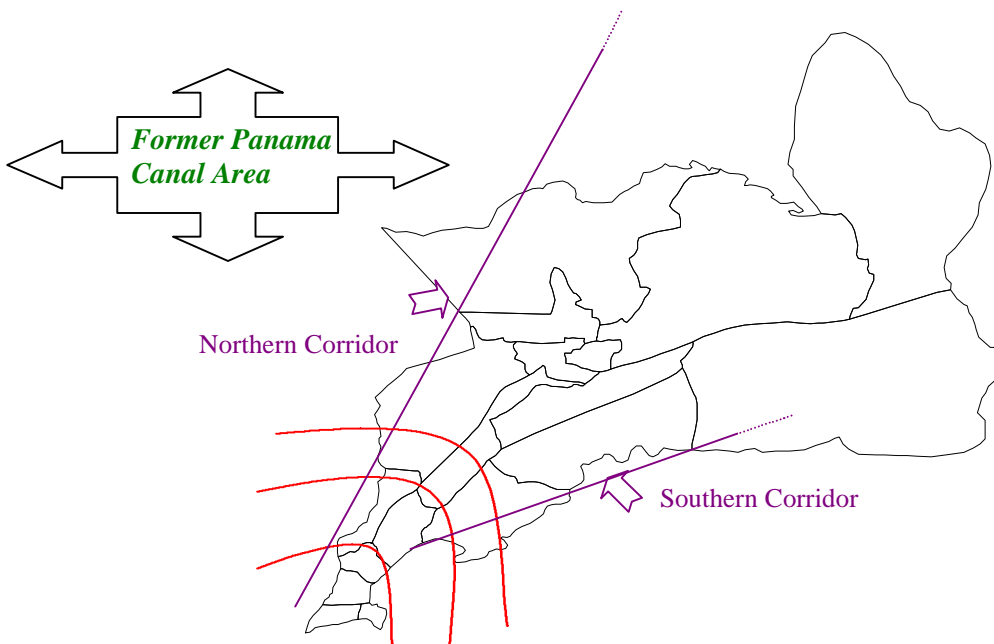 Former Panama
Canal Area
Northern Corridor
Southern Corridor